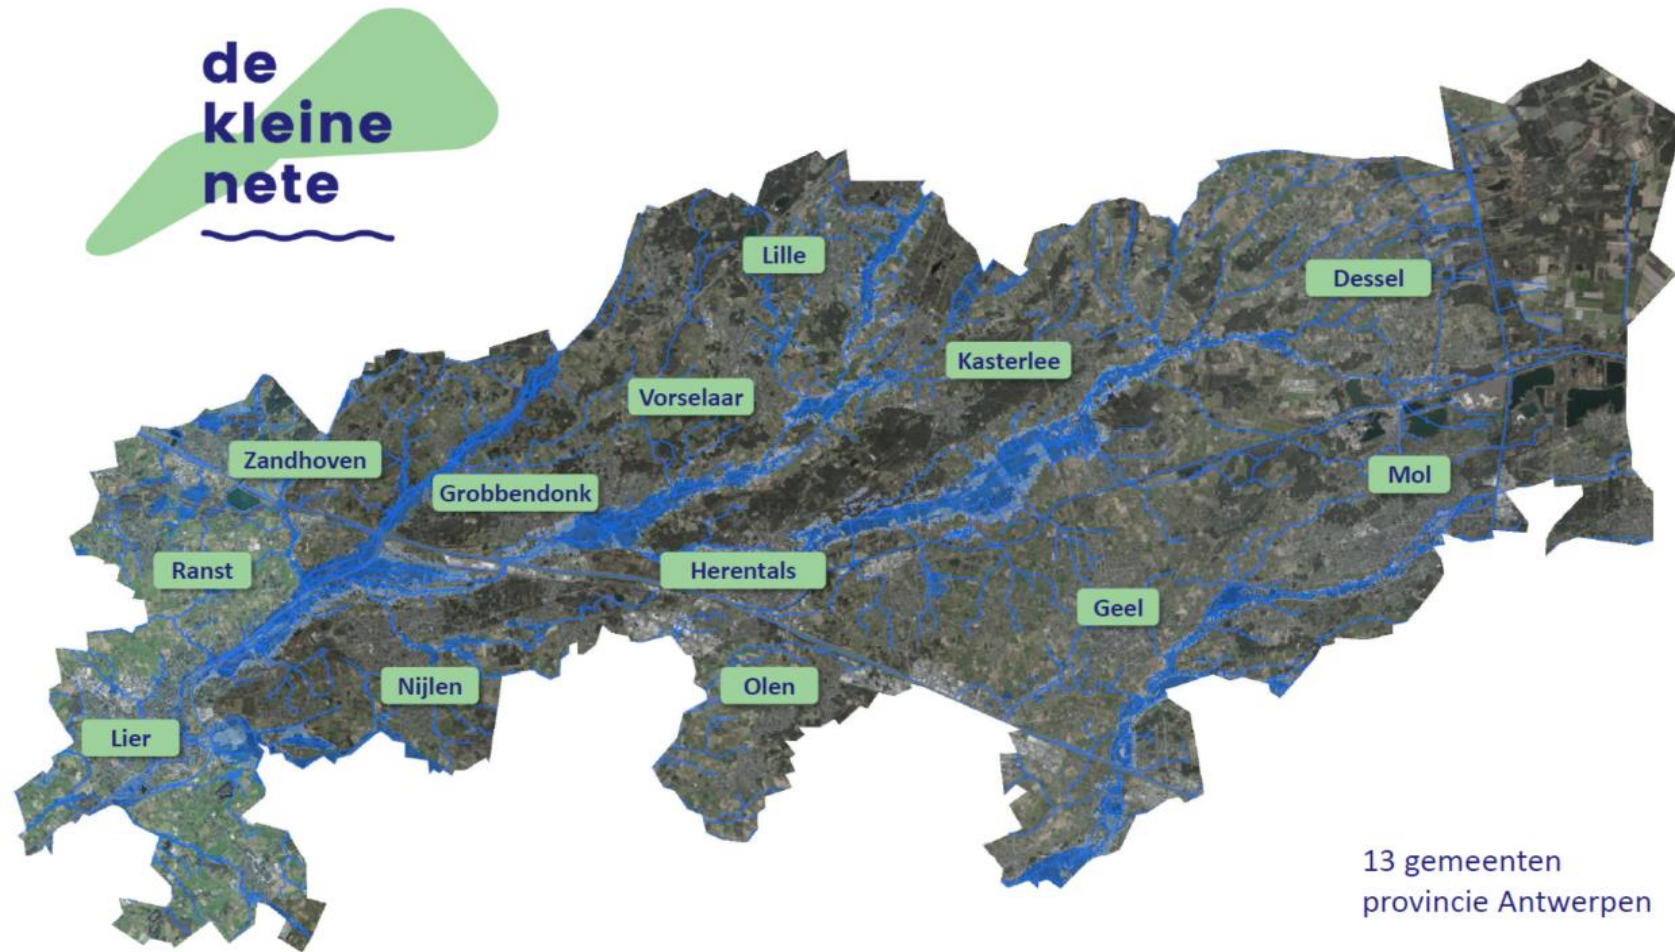 de
kleine
nete
Lille
Dessel
Kasterlee
Vorselaar
Zandhoven
Mol
Grobbendonk
Ranst
Herentals
Geel
Nijlen
Olen
Lier
13 gemeenten
provincie Antwerpen